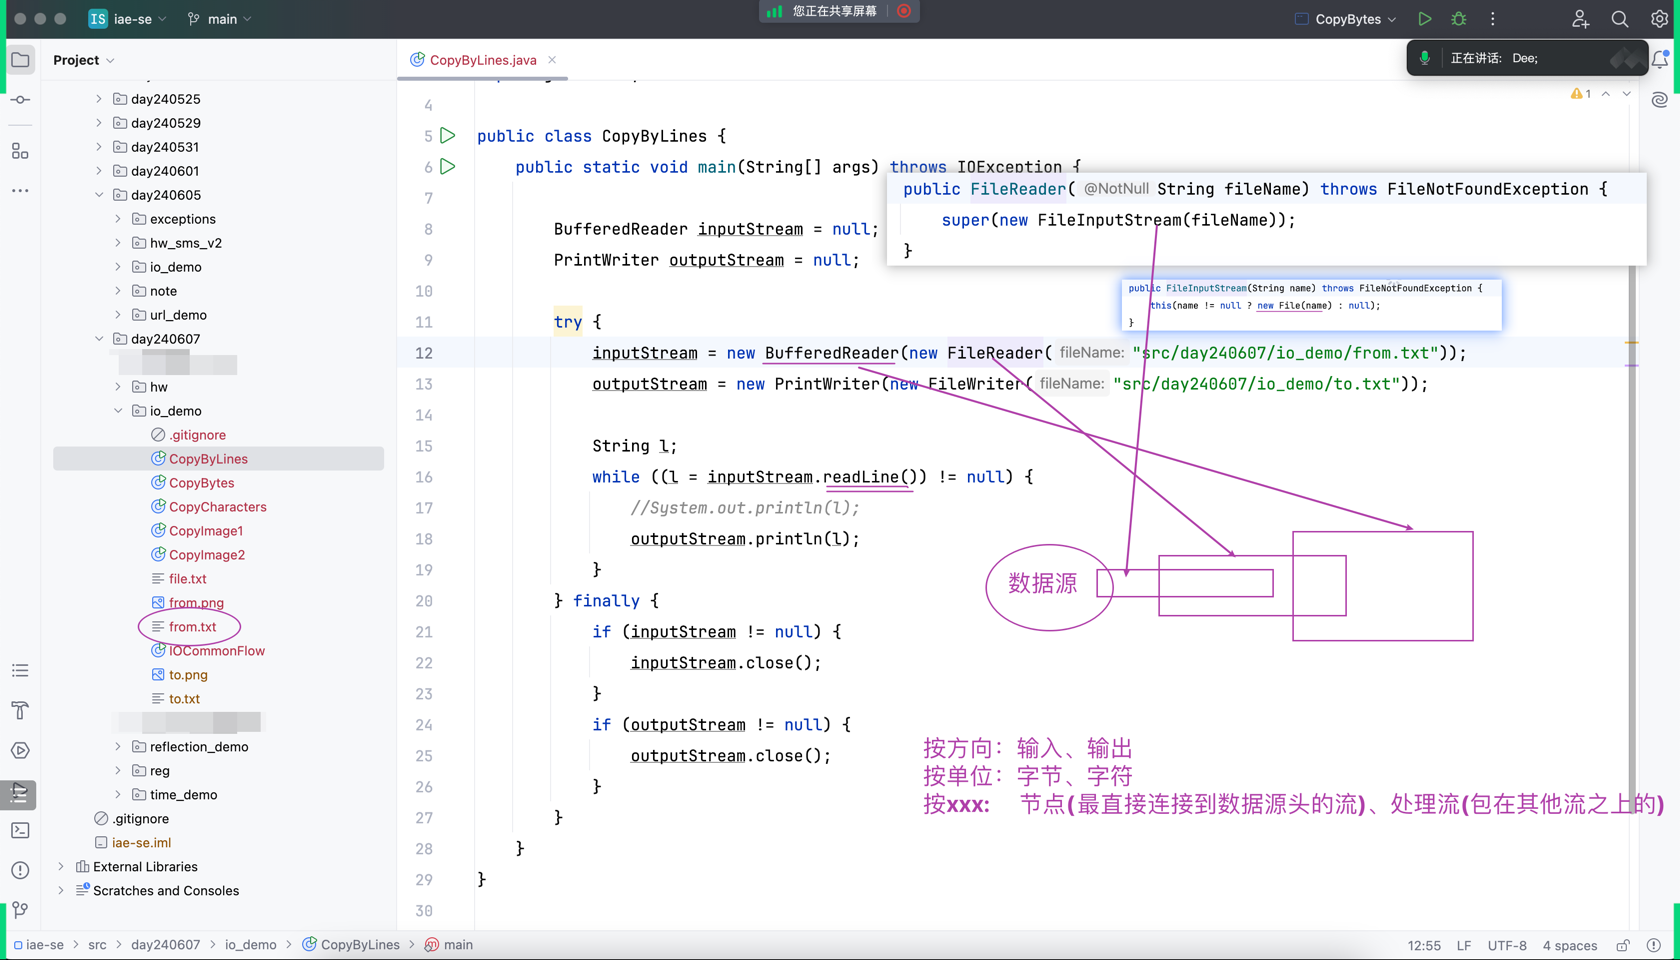 IS iae-se main
您正在共享屏幕
CopyBytes
正在讲话: Dee;
Project
day240525
day240529
day240531
day240601
day240605
exceptions
hw_sms_v2
io_demo
note
url_demo
day240607
hw
io_demo
.gitignore
CopyByLines
CopyBytes
CopyCharacters
CopyImage1
CopyImage2
file.txt
from.png
from.txt
IOCommonFlow
to.png
to.txt
reflection_demo
reg
time_demo
.gitignore
iae-se.iml
External Libraries
Scratches and Consoles
CopyByLines.java
1
4
5 public class CopyByLines {
6 public static void main(String[] args) throws IOException {
7
8 BufferedReader inputStream = null;
9 PrintWriter outputStream = null;
10
11 try {
12 inputStream = new BufferedReader(new FileReader( fileName: "src/day240607/io_demo/from.txt"));
13 outputStream = new PrintWriter(new FileWriter( fileName: "src/day240607/io_demo/to.txt"));
14
15 String l;
16 while ((l = inputStream.readLine()) != null) {
17 //System.out.println(l);
18 outputStream.println(l);
19 }
20 } finally {
21 if (inputStream != null) {
22 inputStream.close();
23 }
24 if (outputStream != null) {
25 outputStream.close();
26 }
27 }
28 }
29 }
30
public FileReader( @NotNull String fileName) throws FileNotFoundException {
super(new FileInputStream(fileName));
}
public FileInputStream(String name) throws FileNotFoundException {
this(name != null ? new File(name) : null);
}
数据源
按方向：输入、输出
按单位：字节、字符
按xxx: 节点(最直接连接到数据源头的流)、处理流(包在其他流之上的)
iae-se > src > day240607 > io_demo > CopyByLines > main
12:55 LF UTF-8 4 spaces